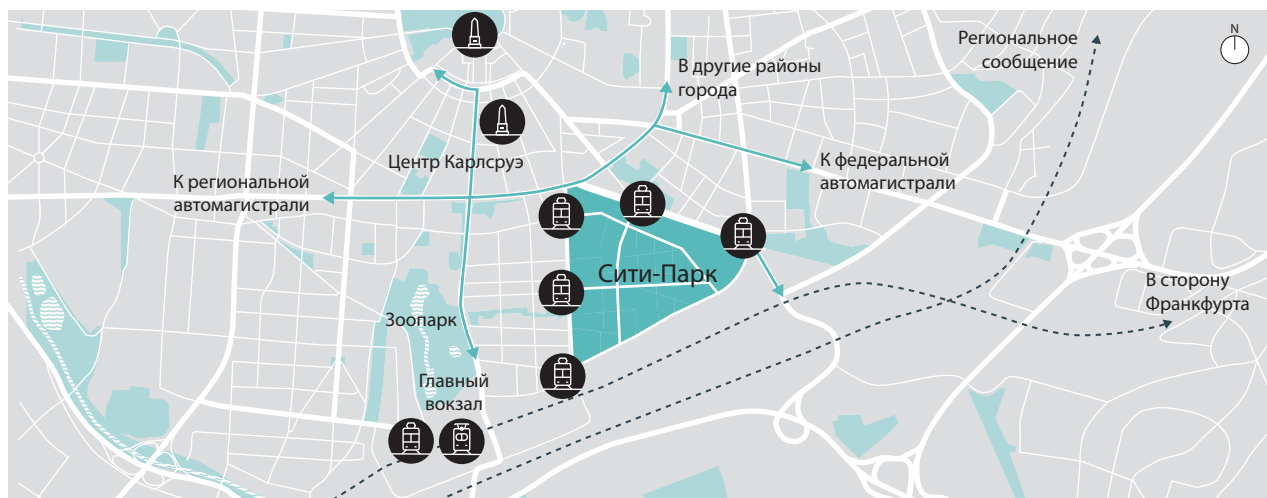 N
Региональное
сообщение
В другие районы
города
Центр Карлсруэ
К региональной
автомагистрали
К федеральной
автомагистрали
Сити-Парк
В сторону
Франкфурта
Зоопарк
Главный
вокзал